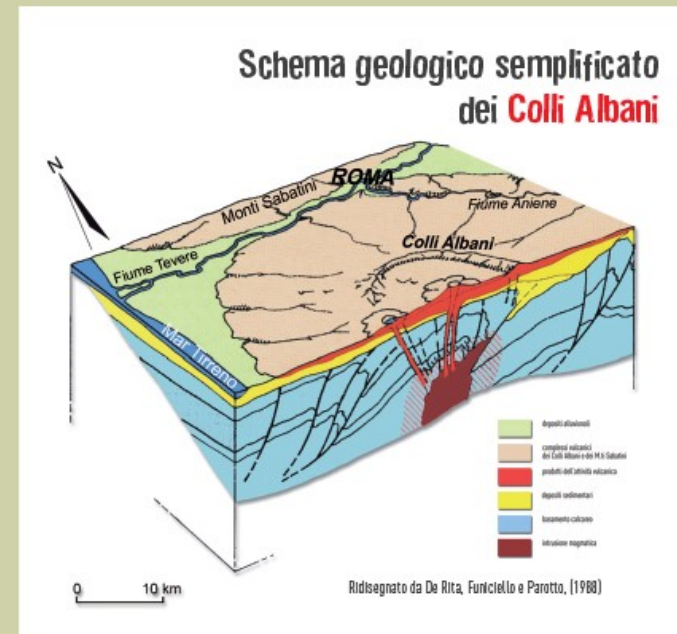 Schema geologico semplificato
dei Colli Albani
N
ROMA
Monti Sabatini
Fiume Aniene
Colli Albani
Fiume Tevere
Mar Tirreno
depositi alluvionali
complessi vulcanici
dei Colli Albani e dei M.ti Sabatini
prodotti dell'attività vulcanica
depositi sedimentari
basamento calcareo
intrusione magmatica
0 10 km
Ridisegnato da De Rita, Funiciello e Parotto, (1988)